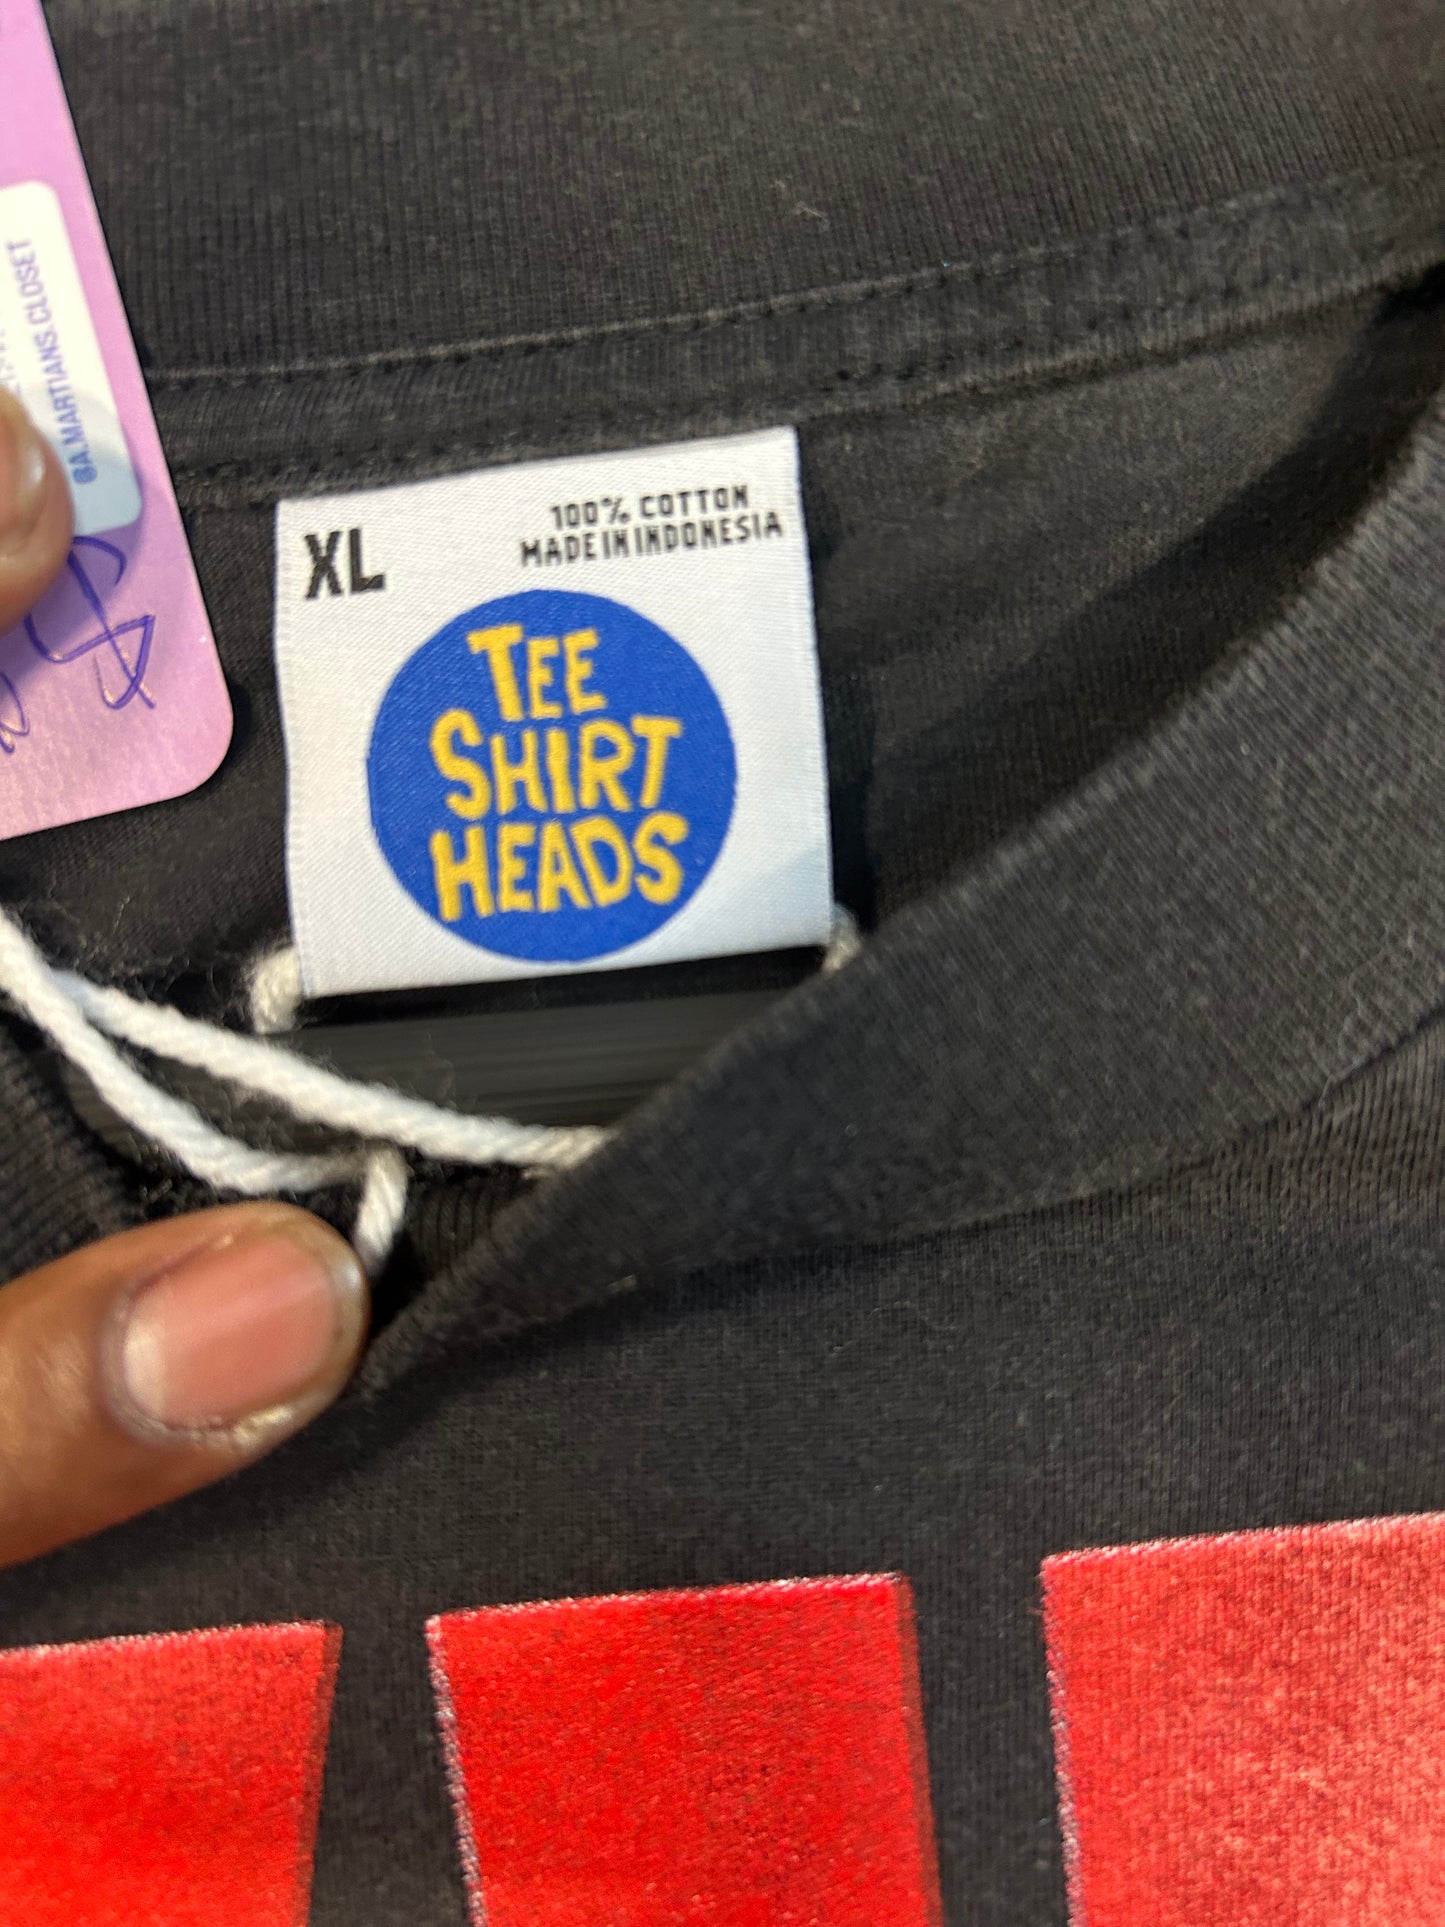 @A.MARTIANS.CLOSET
XL
100% COTTON
MADE IN INDONESIA
TEE
SHIRT
HEADS